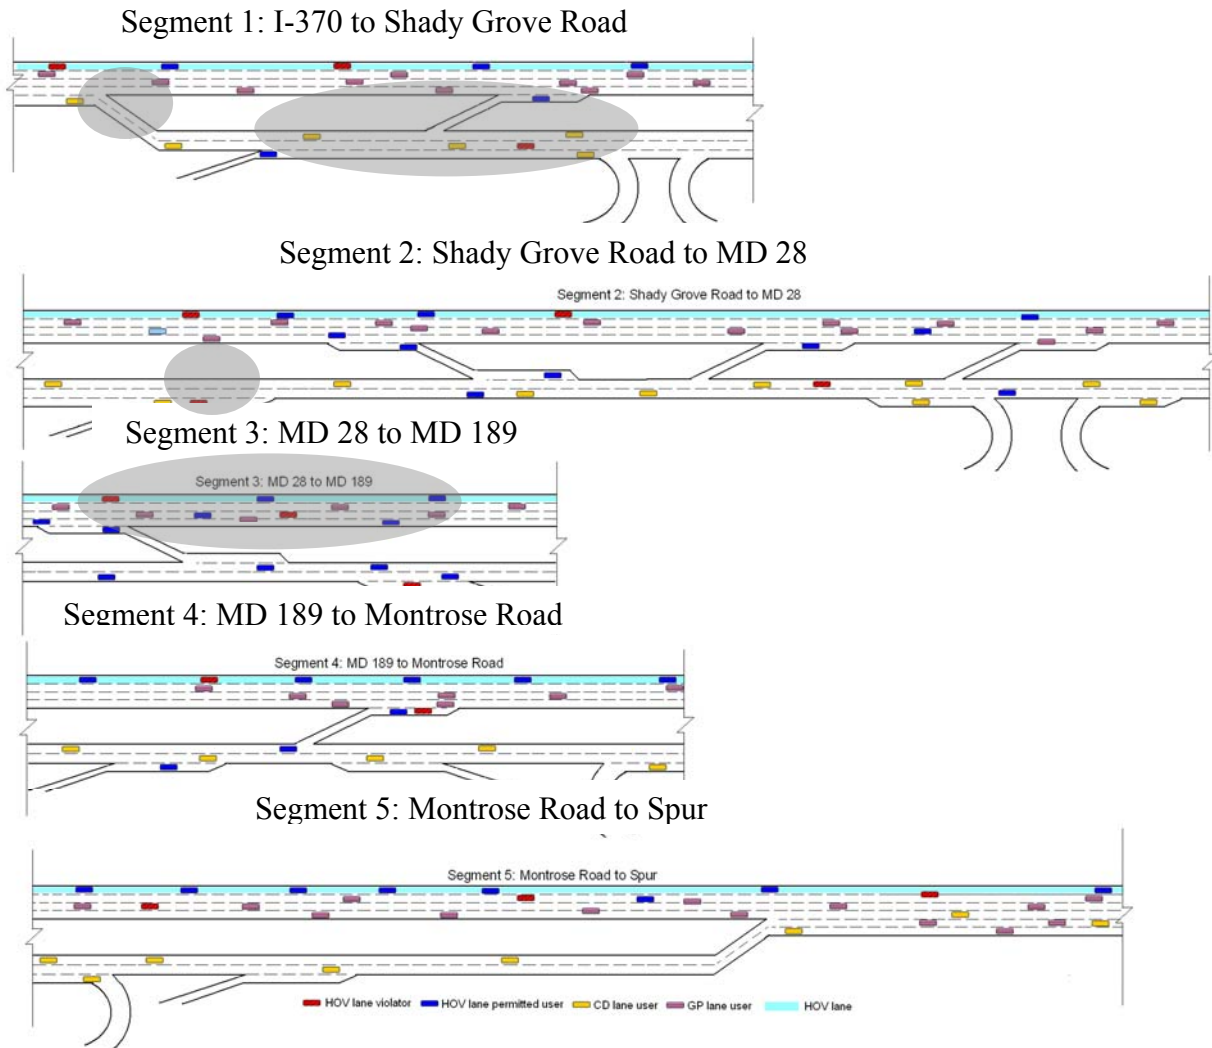 Segment 1: I-370 to Shady Grove Road
Segment 2: Shady Grove Road to MD 28
Segment 2: Shady Grove Road to MD 28
Segment 3: MD 28 to MD 189
Segment 3: MD 28 to MD 189
Segment 4: MD 189 to Montrose Road
Segment 4: MD 189 to Montrose Road
Segment 5: Montrose Road to Spur
Segment 5: Montrose Road to Spur
HOV lane violator HOV lane permitted user CD lane user GP lane user HOV lane